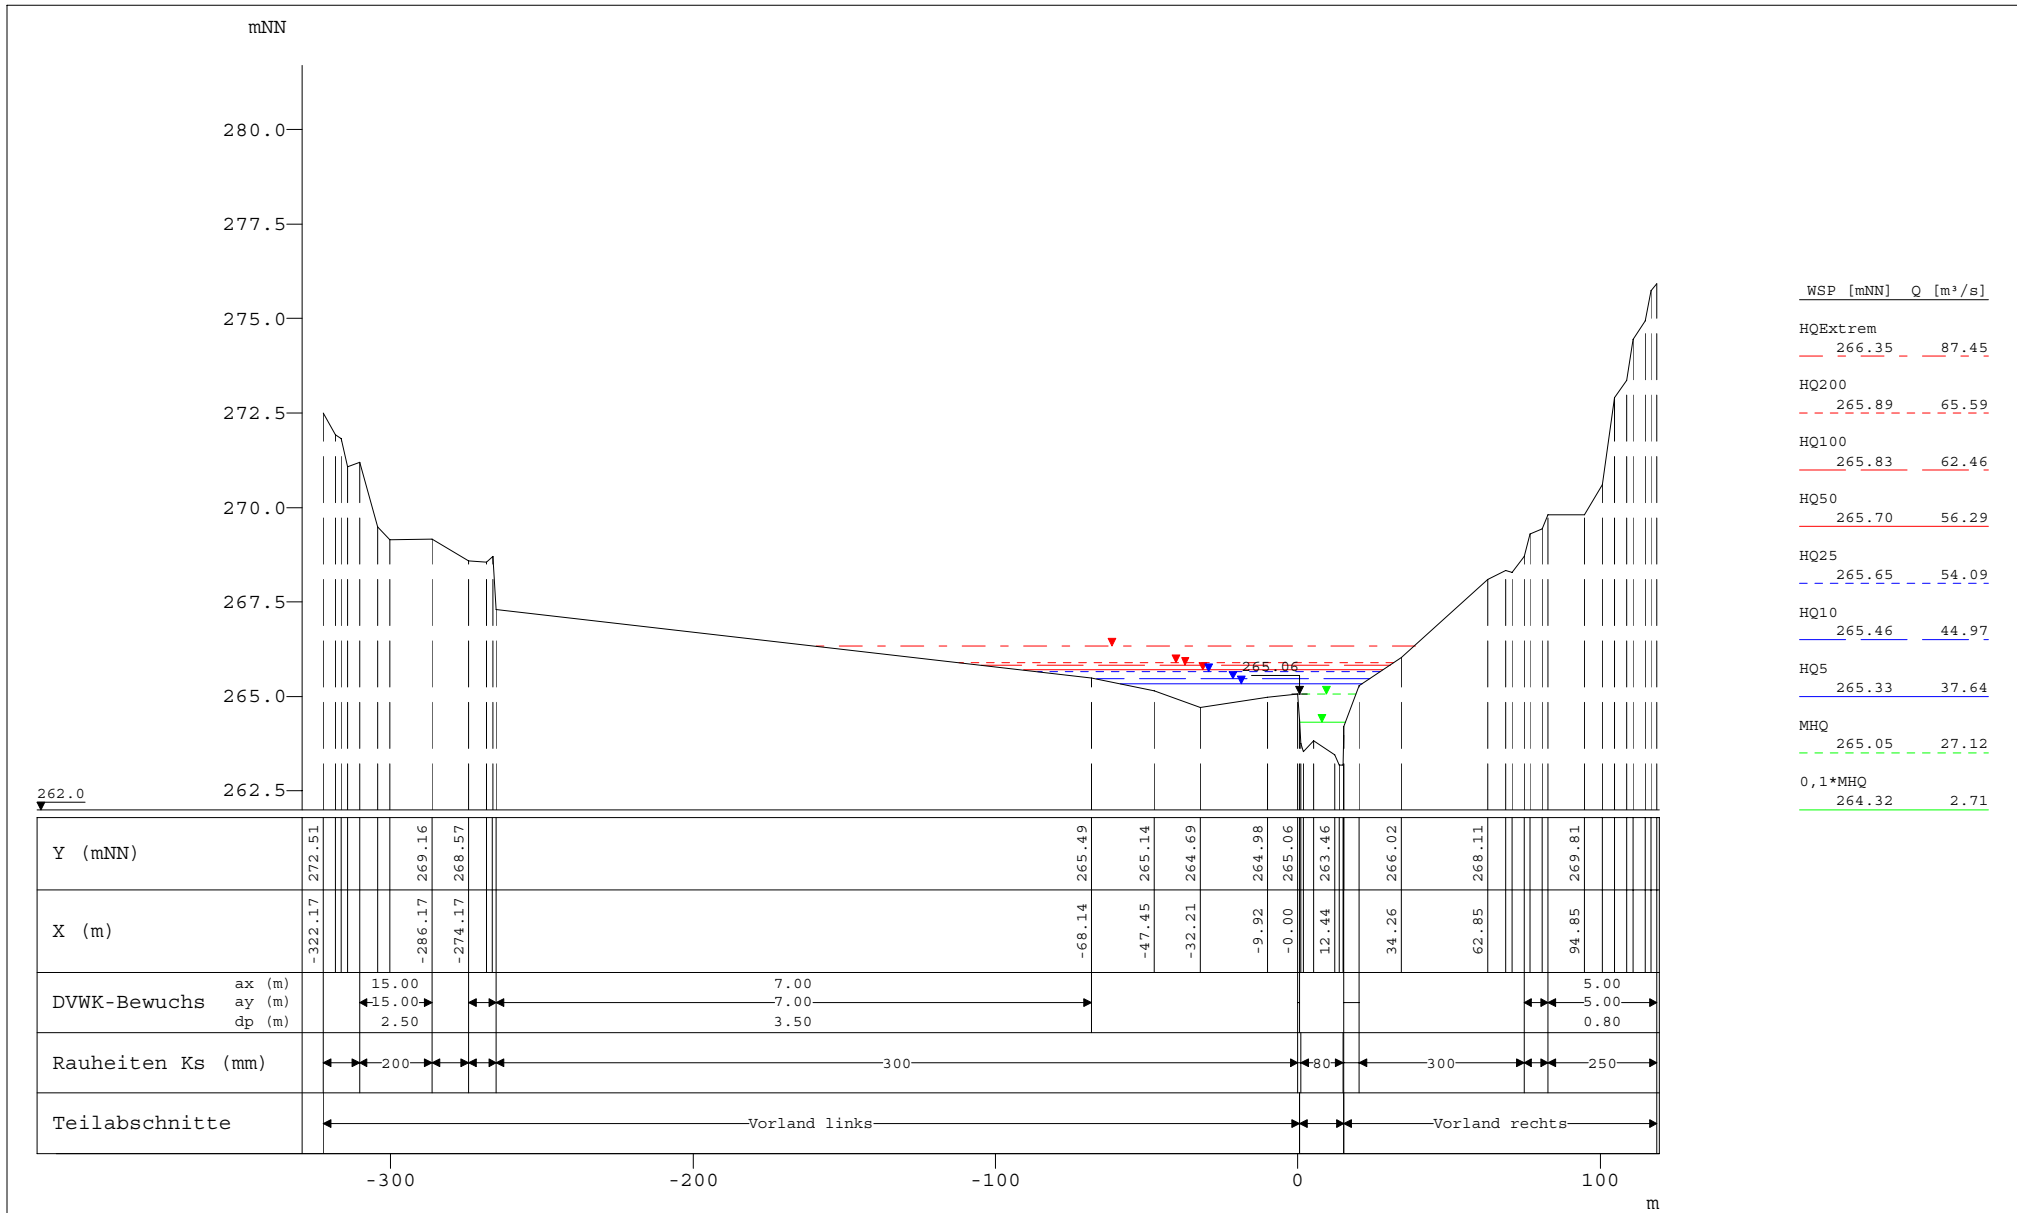 mNN
280.0
277.5
275.0
272.5
270.0
267.5
265.0
262.5
262.0
265.06
WSP [mNN] Q [m³/s]
HQExtrem
266.35 87.45
HQ200
265.89 65.59
HQ100
265.83 62.46
HQ50
265.70 56.29
HQ25
265.65 54.09
HQ10
265.46 44.97
HQ5
265.33 37.64
MHQ
265.05 27.12
0,1*MHQ
264.32 2.71
Y (mNN) 272.51 269.16 268.57 265.49 265.14 264.69 264.98 265.06 263.46 266.02 268.11 269.81
X (m) -322.17 -286.17 -274.17 -68.14 -47.45 -32.21 -9.92 -0.00 12.44 34.26 62.85 94.85
ax (m) 15.00 7.00 5.00
DVWK-Bewuchs ay (m) 15.00 7.00 5.00
dp (m) 2.50 3.50 0.80
Rauheiten Ks (mm) 200 300 80 300 250
Teilabschnitte Vorland links Vorland rechts
-300 -200 -100 0 100
m